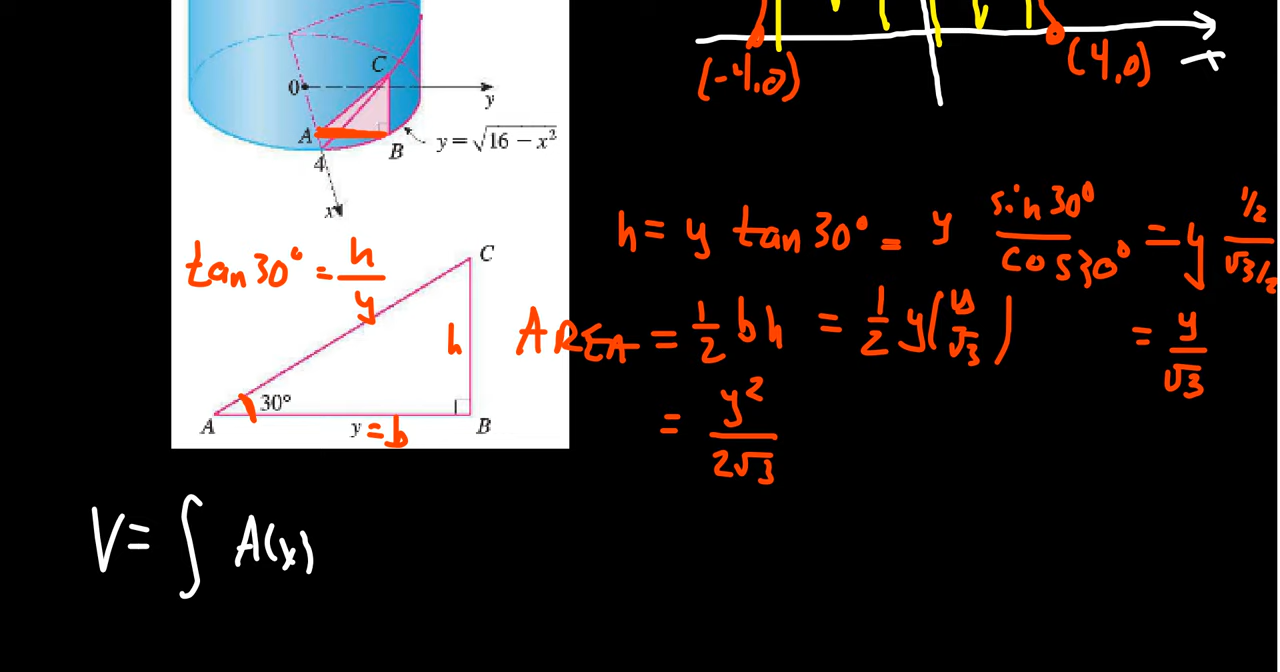 (-4,0)
(4,0)
x
C
0
y
A
B
y = √16 − x²
4
x
tan 30° = h/y
C
h
30°
A
y = b
B
h = y tan 30° = y sin 30°/cos 30° = y 1/2/√3/2
= y/√3
AREA = 1/2 bh = 1/2 y(y/√3)
= y²/2√3
V = ∫ A(x)